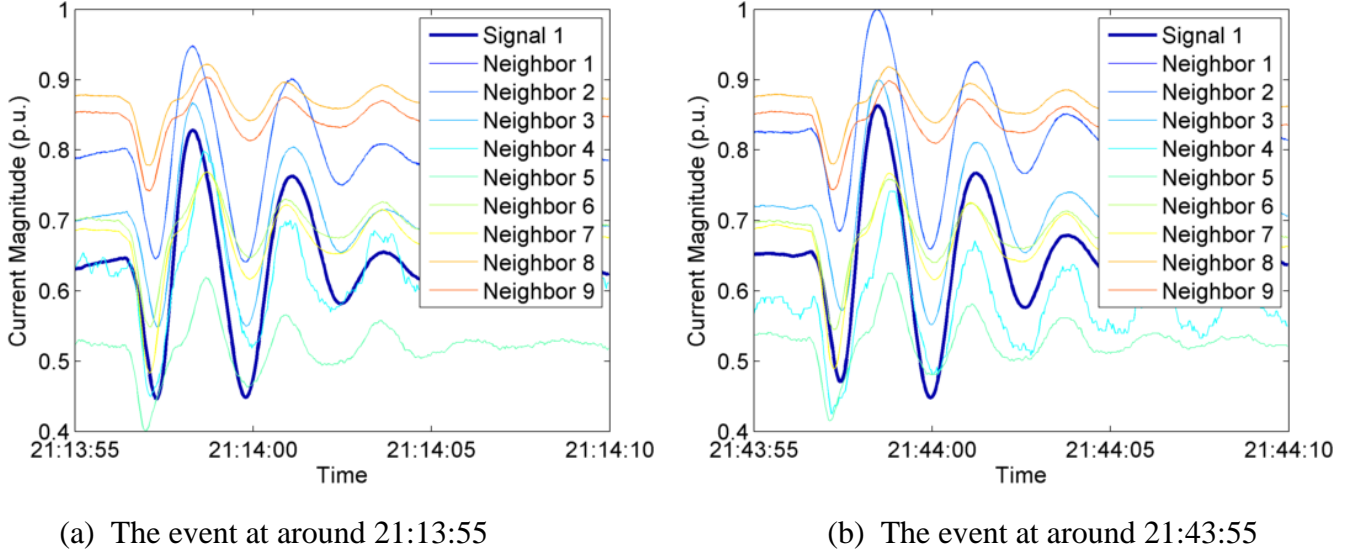 Current Magnitude (p.u.)
1
0.9
0.8
0.7
0.6
0.5
0.4
21:13:55
21:14:00
21:14:05
21:14:10
Time
Signal 1
Neighbor 1
Neighbor 2
Neighbor 3
Neighbor 4
Neighbor 5
Neighbor 6
Neighbor 7
Neighbor 8
Neighbor 9
(a) The event at around 21:13:55
Current Magnitude (p.u.)
1
0.9
0.8
0.7
0.6
0.5
0.4
21:43:55
21:44:00
21:44:05
21:44:10
Time
Signal 1
Neighbor 1
Neighbor 2
Neighbor 3
Neighbor 4
Neighbor 5
Neighbor 6
Neighbor 7
Neighbor 8
Neighbor 9
(b) The event at around 21:43:55